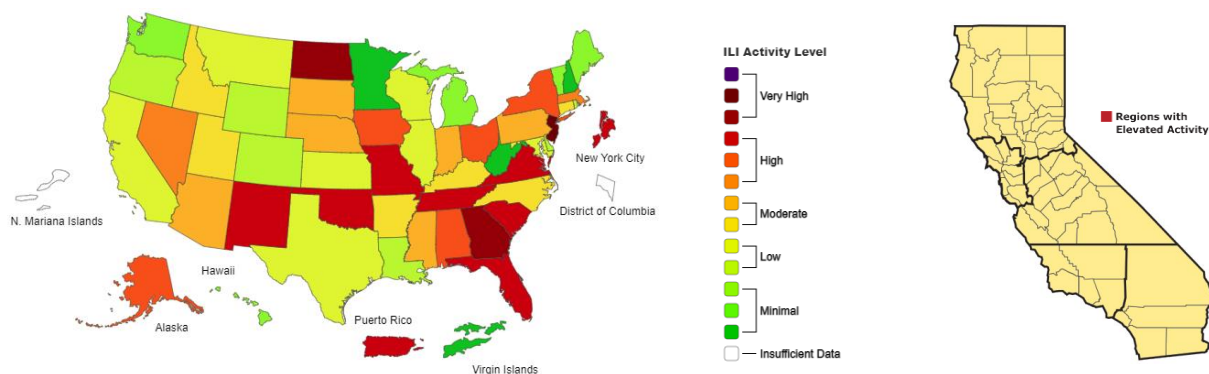 N. Mariana Islands
Alaska
Hawaii
Puerto Rico
Virgin Islands
New York City
District of Columbia
ILI Activity Level
Very High
High
Moderate
Low
Minimal
Insufficient Data
Regions with
Elevated Activity